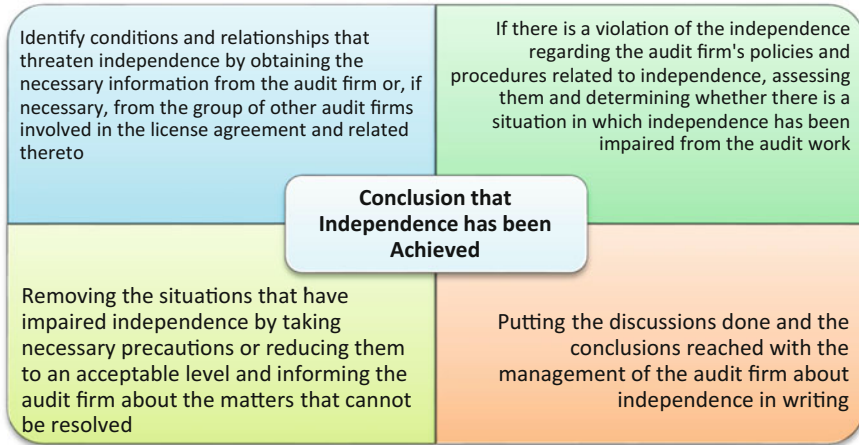 Identify conditions and relationships that
threaten independence by obtaining the
necessary information from the audit firm or, if
necessary, from the group of other audit firms
involved in the license agreement and related
thereto
If there is a violation of the independence
regarding the audit firm's policies and
procedures related to independence, assessing
them and determining whether there is a
situation in which independence has been
impaired from the audit work
Conclusion that
Independence has been
Achieved
Removing the situations that have
impaired independence by taking
necessary precautions or reducing them
to an acceptable level and informing the
audit firm about the matters that cannot
be resolved
Putting the discussions done and the
conclusions reached with the
management of the audit firm about
independence in writing